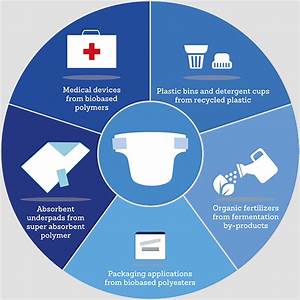 Medical devices
from biobased
polymers
Plastic bins and detergent cups
from recycled plastic
Absorbent
underpads from
super absorbent
polymer
Organic fertilizers
from fermentation
by-products
Packaging applications
from biobased polyesters